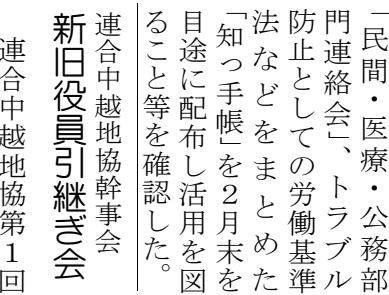 「民間・医療・公務部
門連絡会」、トラブル
防止としての労働基準
法などをまとめた
「知っ手帳」を2月末を
目途に配布し活用を図
ること等を確認した。
連合中越地協幹事会
新旧役員引継ぎ会
連合中越地協第1回